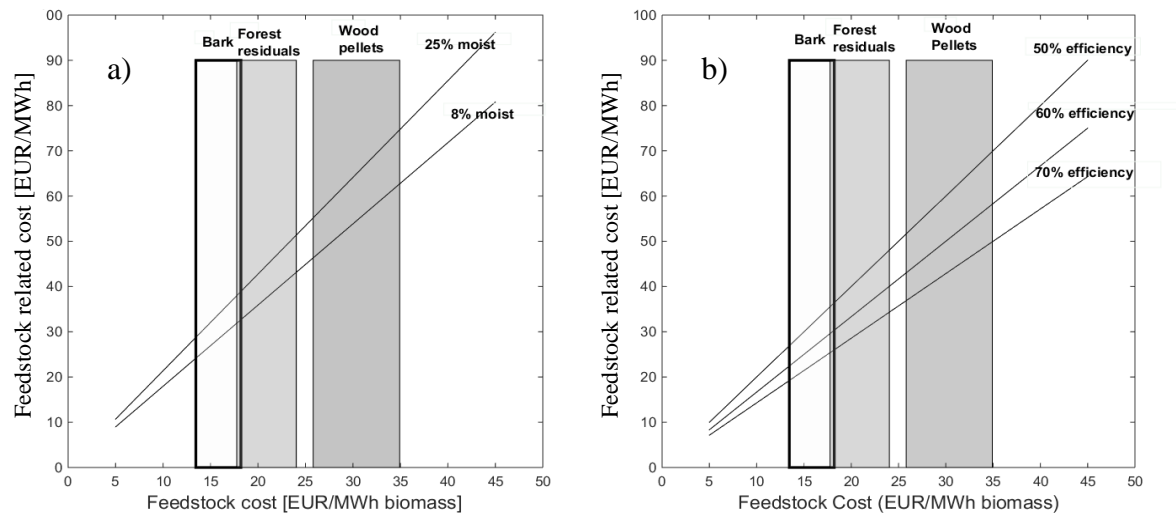 a)
Bark
Forest
residuals
Wood
pellets
25% moist
8% moist
00
90
80
70
60
50
40
30
20
10
00
0 5 10 15 20 25 30 35 40 45 50
Feedstock related cost [EUR/MWh]
Feedstock cost [EUR/MWh biomass]
b)
Bark
Forest
residuals
Wood
Pellets
50% efficiency
60% efficiency
70% efficiency
100
90
80
70
60
50
40
30
20
10
0
0 5 10 15 20 25 30 35 40 45 50
Feedstock related cost [EUR/MWh]
Feedstock Cost (EUR/MWh biomass)